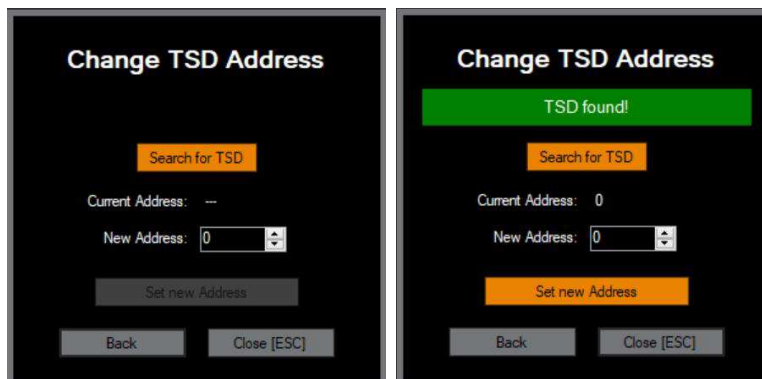 Change TSD Address
Search for TSD
Current Address: ---
New Address: 0
Set new Address
Back Close [ESC]
Change TSD Address
TSD found!
Search for TSD
Current Address: 0
New Address: 0
Set new Address
Back Close [ESC]